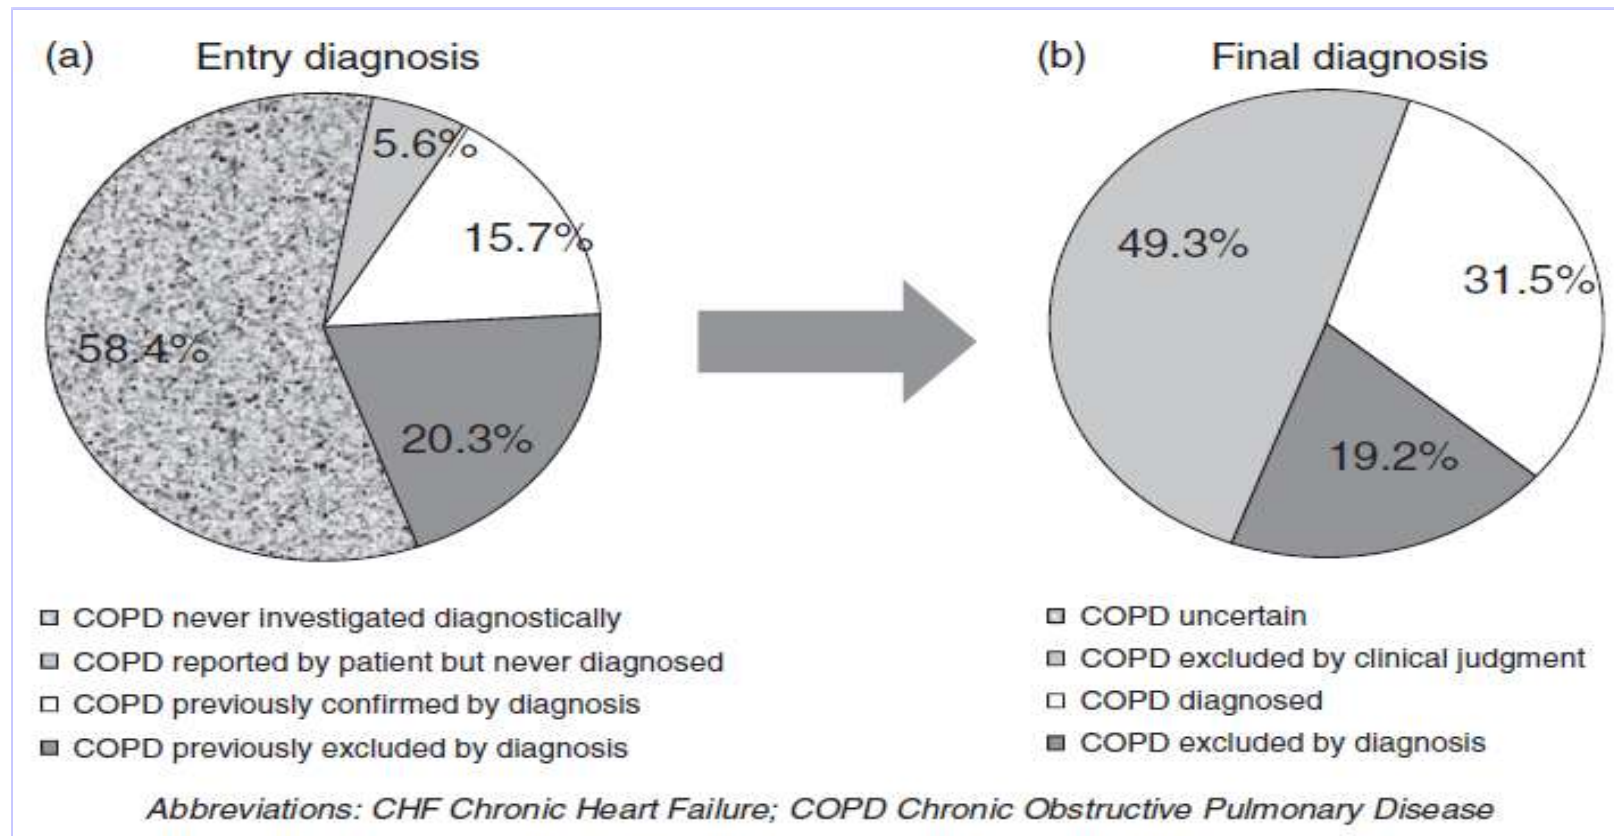 (a) Entry diagnosis
5.6%
15.7%
58.4%
20.3%
COPD never investigated diagnostically
COPD reported by patient but never diagnosed
COPD previously confirmed by diagnosis
COPD previously excluded by diagnosis
(b) Final diagnosis
49.3%
31.5%
19.2%
COPD uncertain
COPD excluded by clinical judgment
COPD diagnosed
COPD excluded by diagnosis
Abbreviations: CHF Chronic Heart Failure; COPD Chronic Obstructive Pulmonary Disease